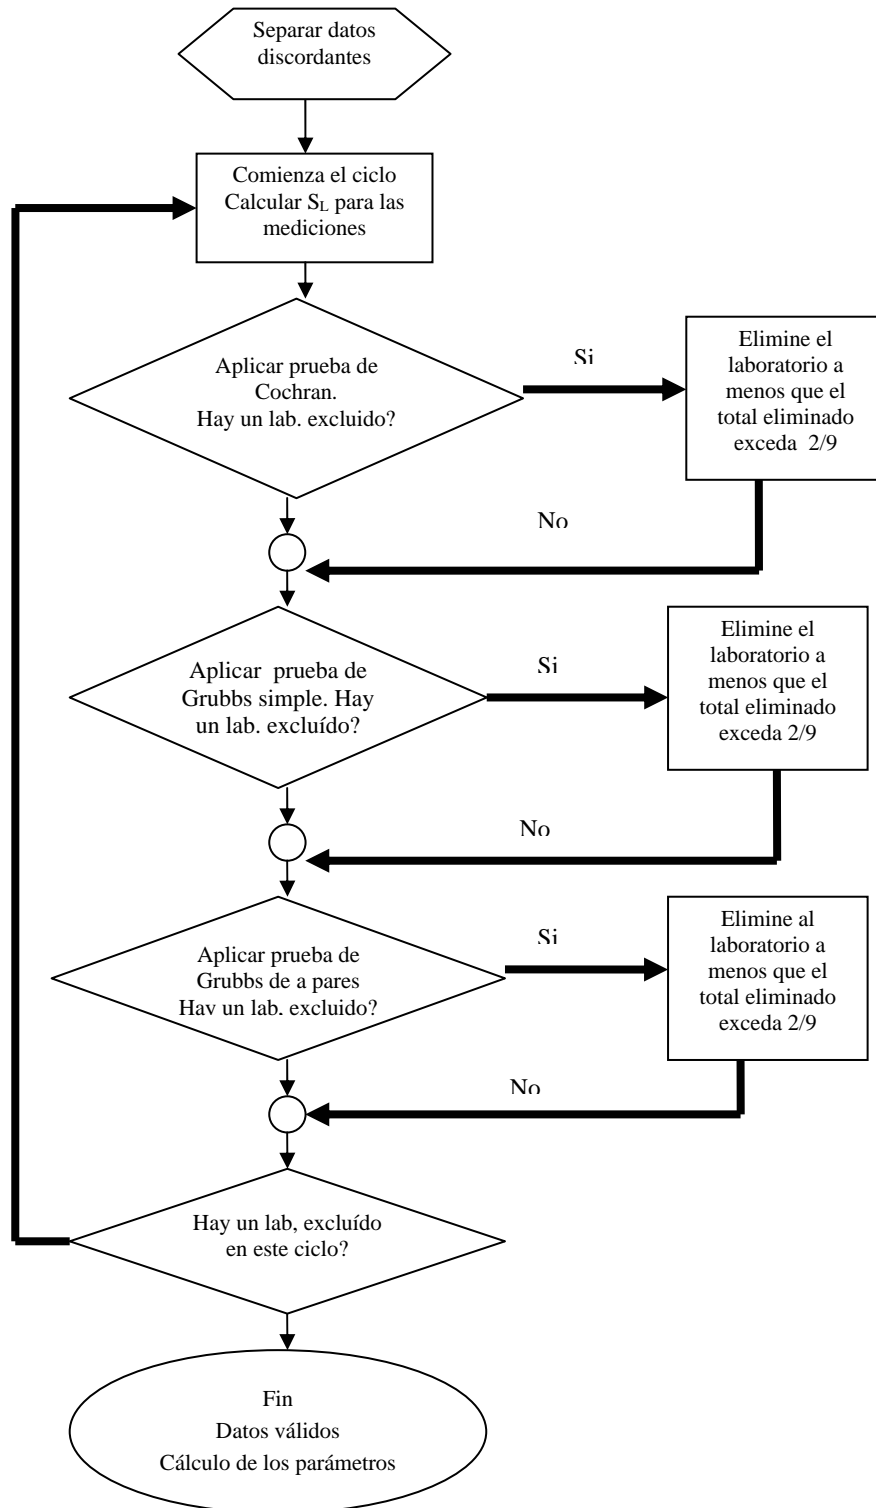 Separar datos
discordantes
Comienza el ciclo
Calcular SL para las
mediciones
Aplicar prueba de
Cochran.
Hay un lab. excluido?
Si
Elimine el
laboratorio a
menos que el
total eliminado
exceda 2/9
No
Aplicar prueba de
Grubbs simple. Hay
un lab. excluído?
Si
Elimine el
laboratorio a
menos que el
total eliminado
exceda 2/9
No
Aplicar prueba de
Grubbs de a pares
Hay un lab. excluido?
Si
Elimine al
laboratorio a
menos que el
total eliminado
exceda 2/9
No
Hay un lab, excluído
en este ciclo?
Fin
Datos válidos
Cálculo de los parámetros